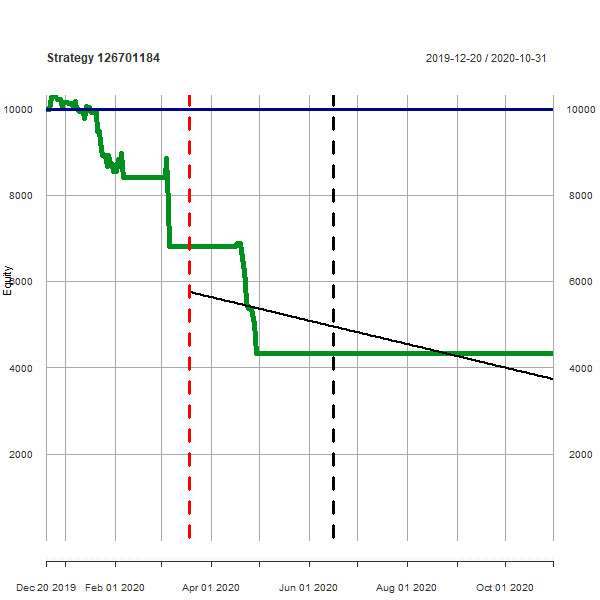 Strategy 126701184
2019-12-20 / 2020-10-31
10000
10000
8000
8000
6000
6000
Equity
4000
4000
2000
2000
Dec 20 2019
Feb 01 2020
Apr 01 2020
Jun 01 2020
Aug 01 2020
Oct 01 2020